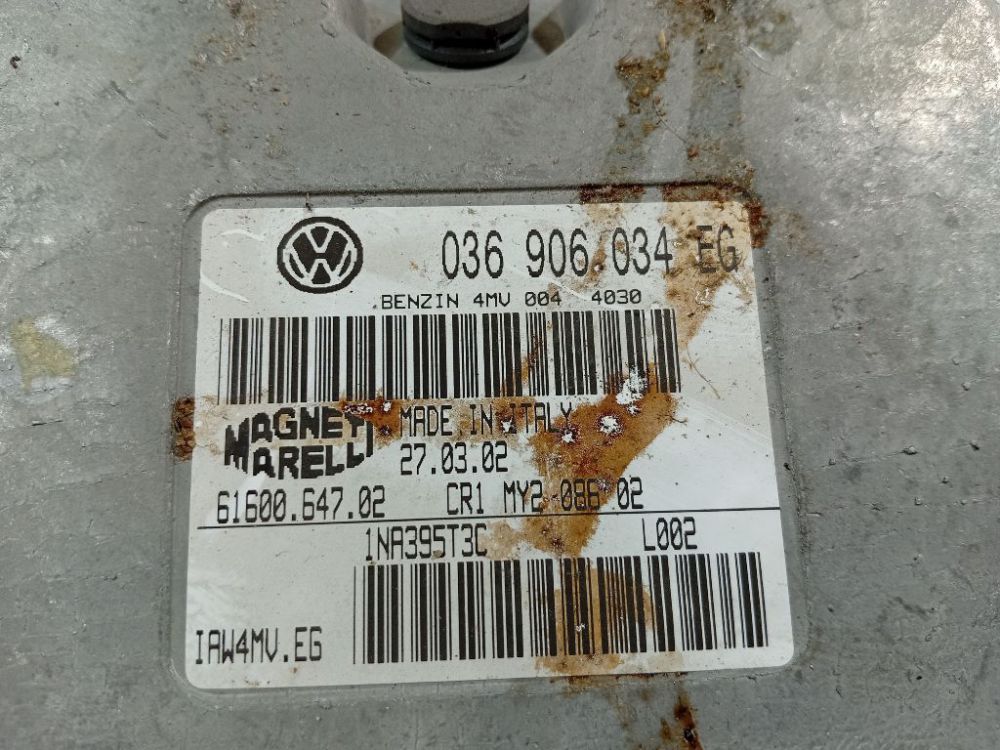 VW
036 906 034 EG
BENZIN 4MV 004 4030
MAGNETI MARELLI
MADE IN ITALY
27.03.02
61600.647.02 CR1 MY2 086 02
1NA395T3C L002
IAW4MV.EG